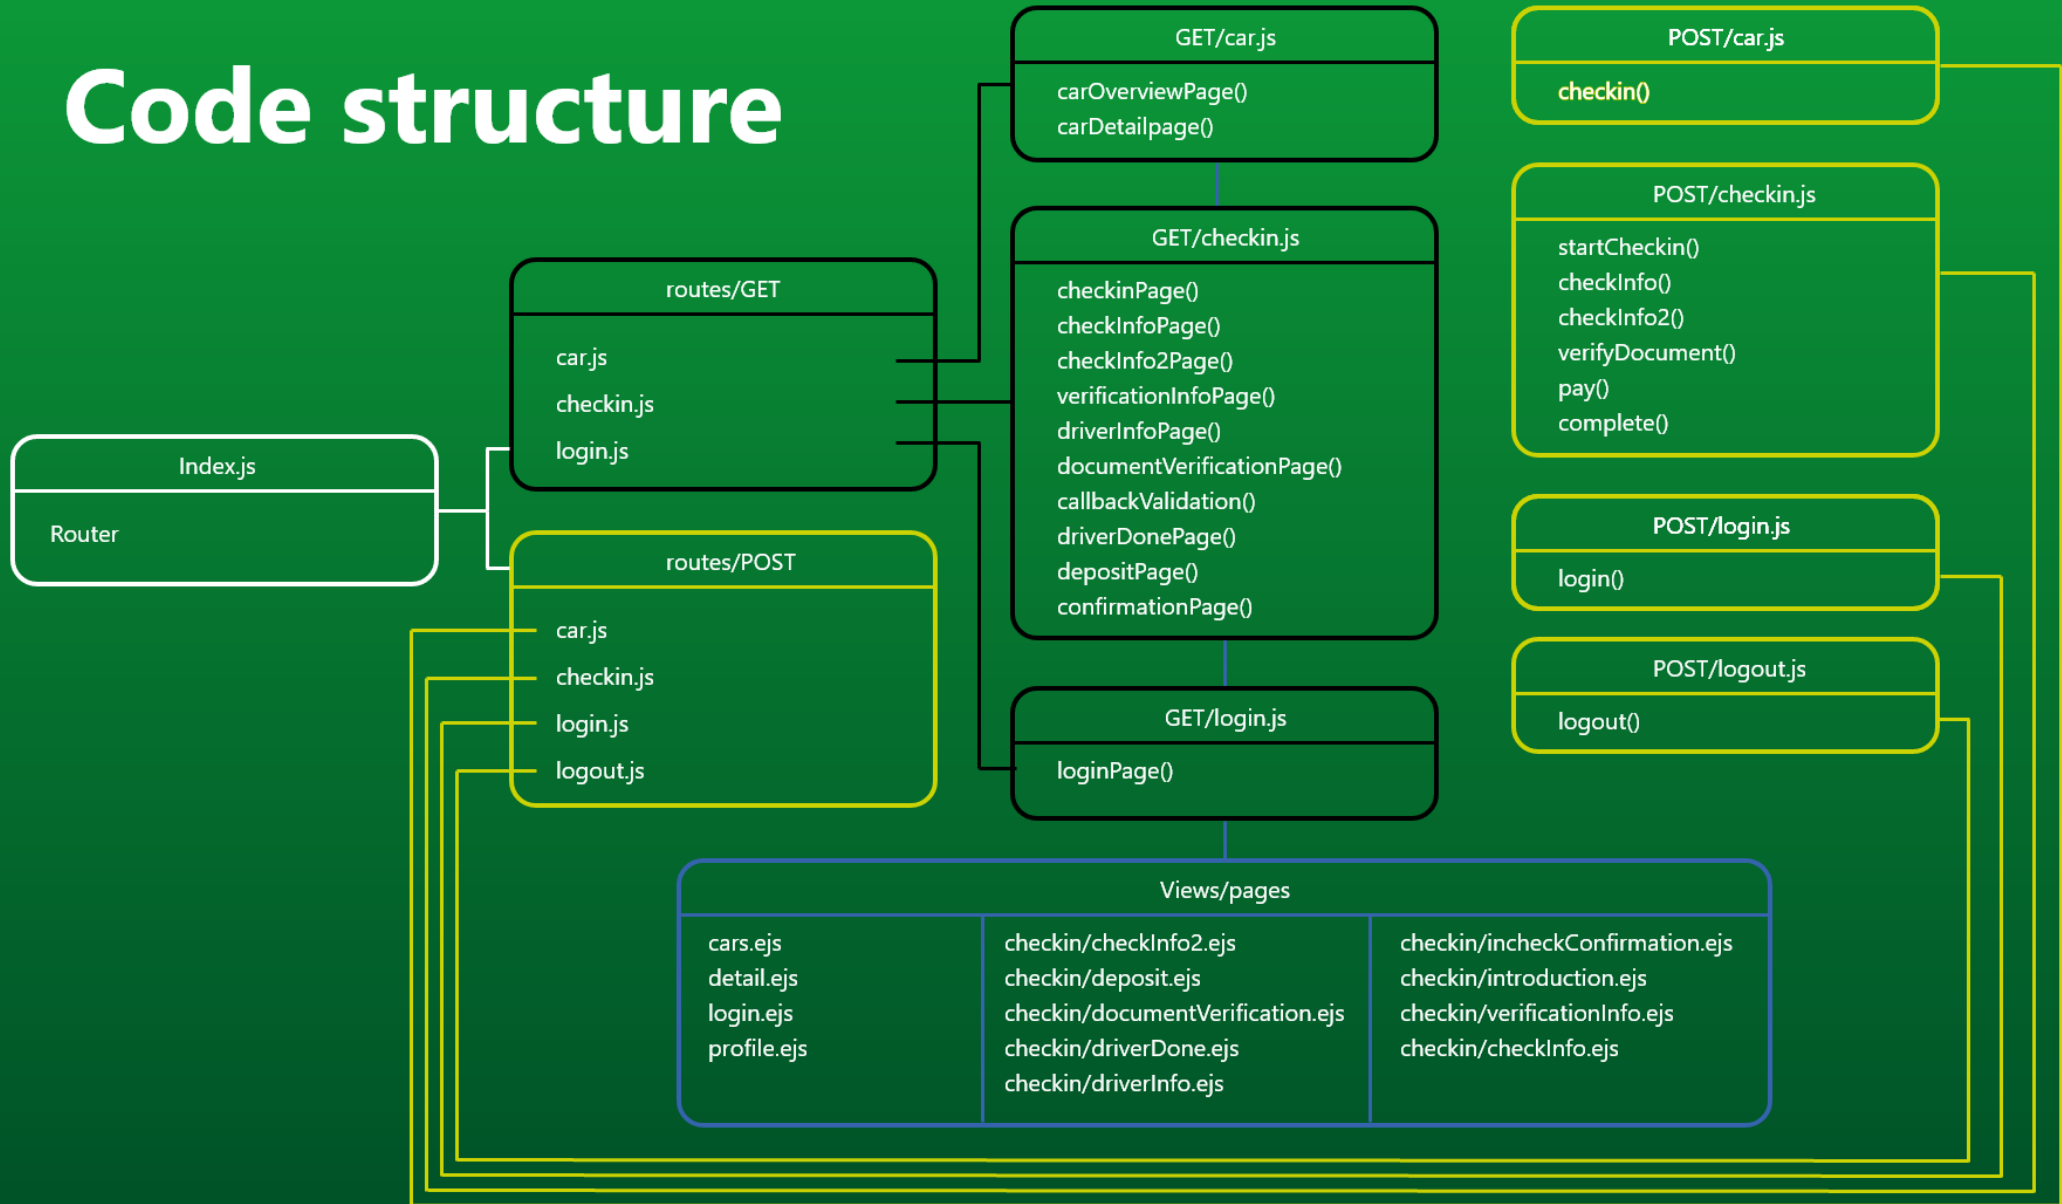 Code structure
Index.js
Router
routes/GET
car.js
checkin.js
login.js
routes/POST
car.js
checkin.js
login.js
logout.js
GET/car.js
carOverviewPage()
carDetailpage()
GET/checkin.js
checkinPage()
checkInfoPage()
checkInfo2Page()
verificationInfoPage()
driverInfoPage()
documentVerificationPage()
callbackValidation()
driverDonePage()
depositPage()
confirmationPage()
GET/login.js
loginPage()
POST/car.js
checkin()
POST/checkin.js
startCheckin()
checkInfo()
checkInfo2()
verifyDocument()
pay()
complete()
POST/login.js
login()
POST/logout.js
logout()
Views/pages
cars.ejs
detail.ejs
login.ejs
profile.ejs
checkin/checkInfo2.ejs
checkin/deposit.ejs
checkin/documentVerification.ejs
checkin/driverDone.ejs
checkin/driverInfo.ejs
checkin/incheckConfirmation.ejs
checkin/introduction.ejs
checkin/verificationInfo.ejs
checkin/checkInfo.ejs